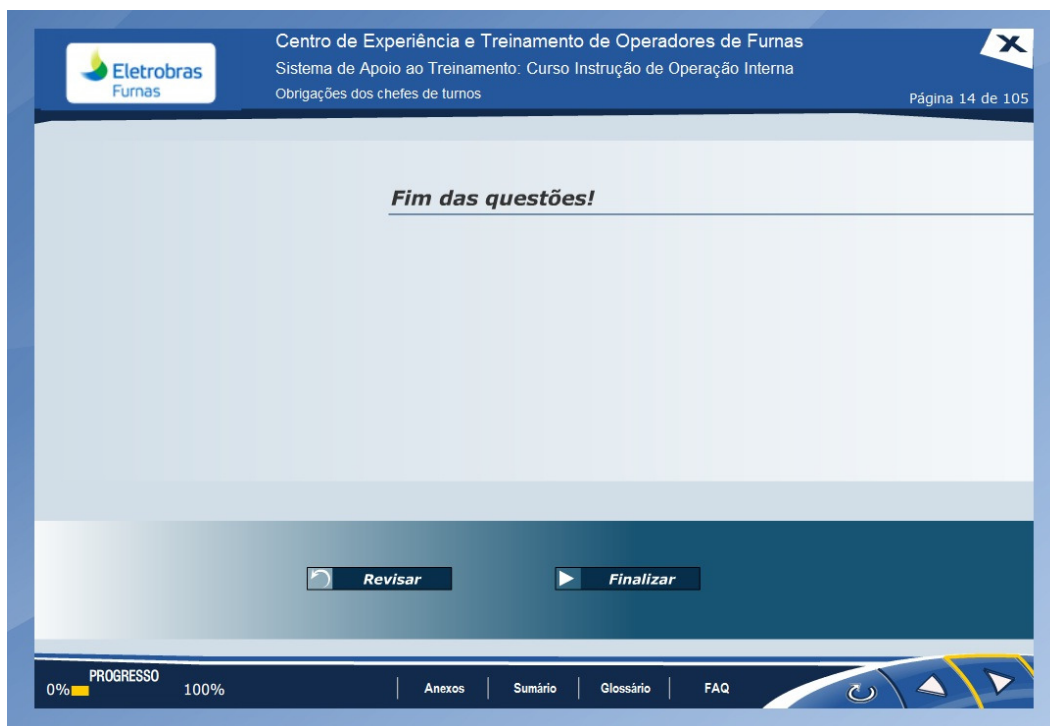 Eletrobras
Furnas
Centro de Experiência e Treinamento de Operadores de Furnas
Sistema de Apoio ao Treinamento: Curso Instrução de Operação Interna
Obrigações dos chefes de turnos
X
Página 14 de 105
Fim das questões!
Revisar
Finalizar
PROGRESSO
0% 100%
Anexos
Sumário
Glossário
FAQ